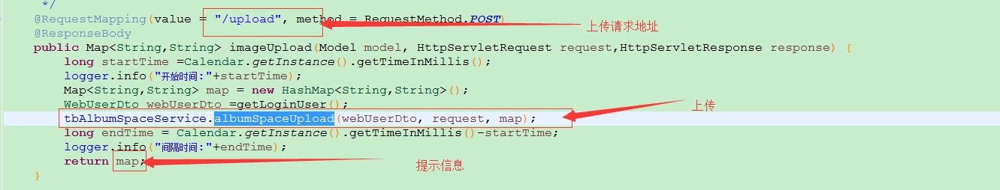 */
@RequestMapping(value = "/upload", method = RequestMethod.POST)
上传请求地址
@ResponseBody
public Map<String,String> imageUpload(Model model, HttpServletRequest request,HttpServletResponse response) {
long startTime =Calendar.getInstance().getTimeInMillis();
logger.info("开始时间:"+startTime);
Map<String,String> map = new HashMap<String,String>();
WebUserDto webUserDto =getLoginUser();
上传
tbAlbumSpaceService.albumSpaceUpload(webUserDto, request, map);
long endTime = Calendar.getInstance().getTimeInMillis()-startTime;
logger.info("间隔时间:"+endTime);
return map;
提示信息
}